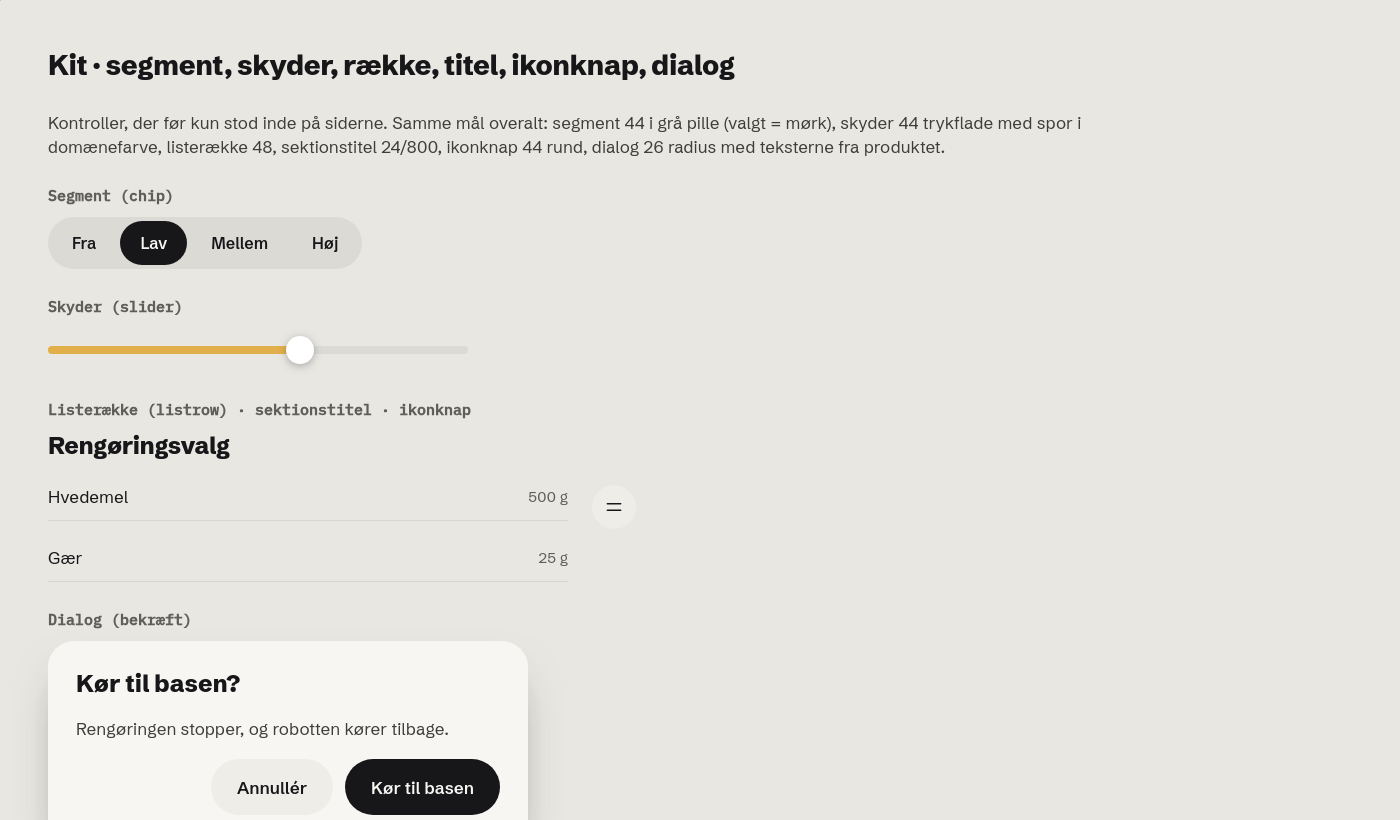 Kit · segment, skyder, række, titel, ikonknap, dialog
Kontroller, der før kun stod inde på siderne. Samme mål overalt: segment 44 i grå pille (valgt = mørk), skyder 44 trykflade med spor i
domænefarve, listerække 48, sektionstitel 24/800, ikonknap 44 rund, dialog 26 radius med teksterne fra produktet.
Segment (chip)
Fra Lav Mellem Høj
Skyder (slider)
Listerække (listrow) · sektionstitel · ikonknap
Rengøringsvalg
Hvedemel 500 g
Gær 25 g
Dialog (bekræft)
Kør til basen?
Rengøringen stopper, og robotten kører tilbage.
Annullér Kør til basen